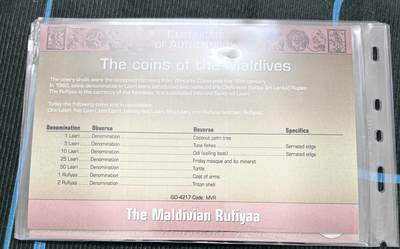 CERTIFICATE
OF AUTHENTICITY
The coins of the Maldives
The cowry shells were the accepted currency from Africa to China until the 16th century.
In 1960, coins denominated in Laari were introduced and replaced the Ceylonese (today Sri Lanka) Rupee.
The Rufiyaa is the currency of the Maldives. It is subdivided into one hundred Laari.
Today the following coins are in circulation:
Denomination Obverse Reverse Specifics
1 Laari Denomination Coconut palm tree
5 Laari Denomination Tuna fishes Serrated edge
10 Laari Denomination Odi (sailing boat) Serrated edge
25 Laari Denomination Friday mosque and its minaret
50 Laari Denomination Turtle
1 Rufiyaa Denomination Coat of arms
2 Rufiyaa Denomination Triton shell
ISO-4217-Code: MVR
The Maldivian Rufiyaa